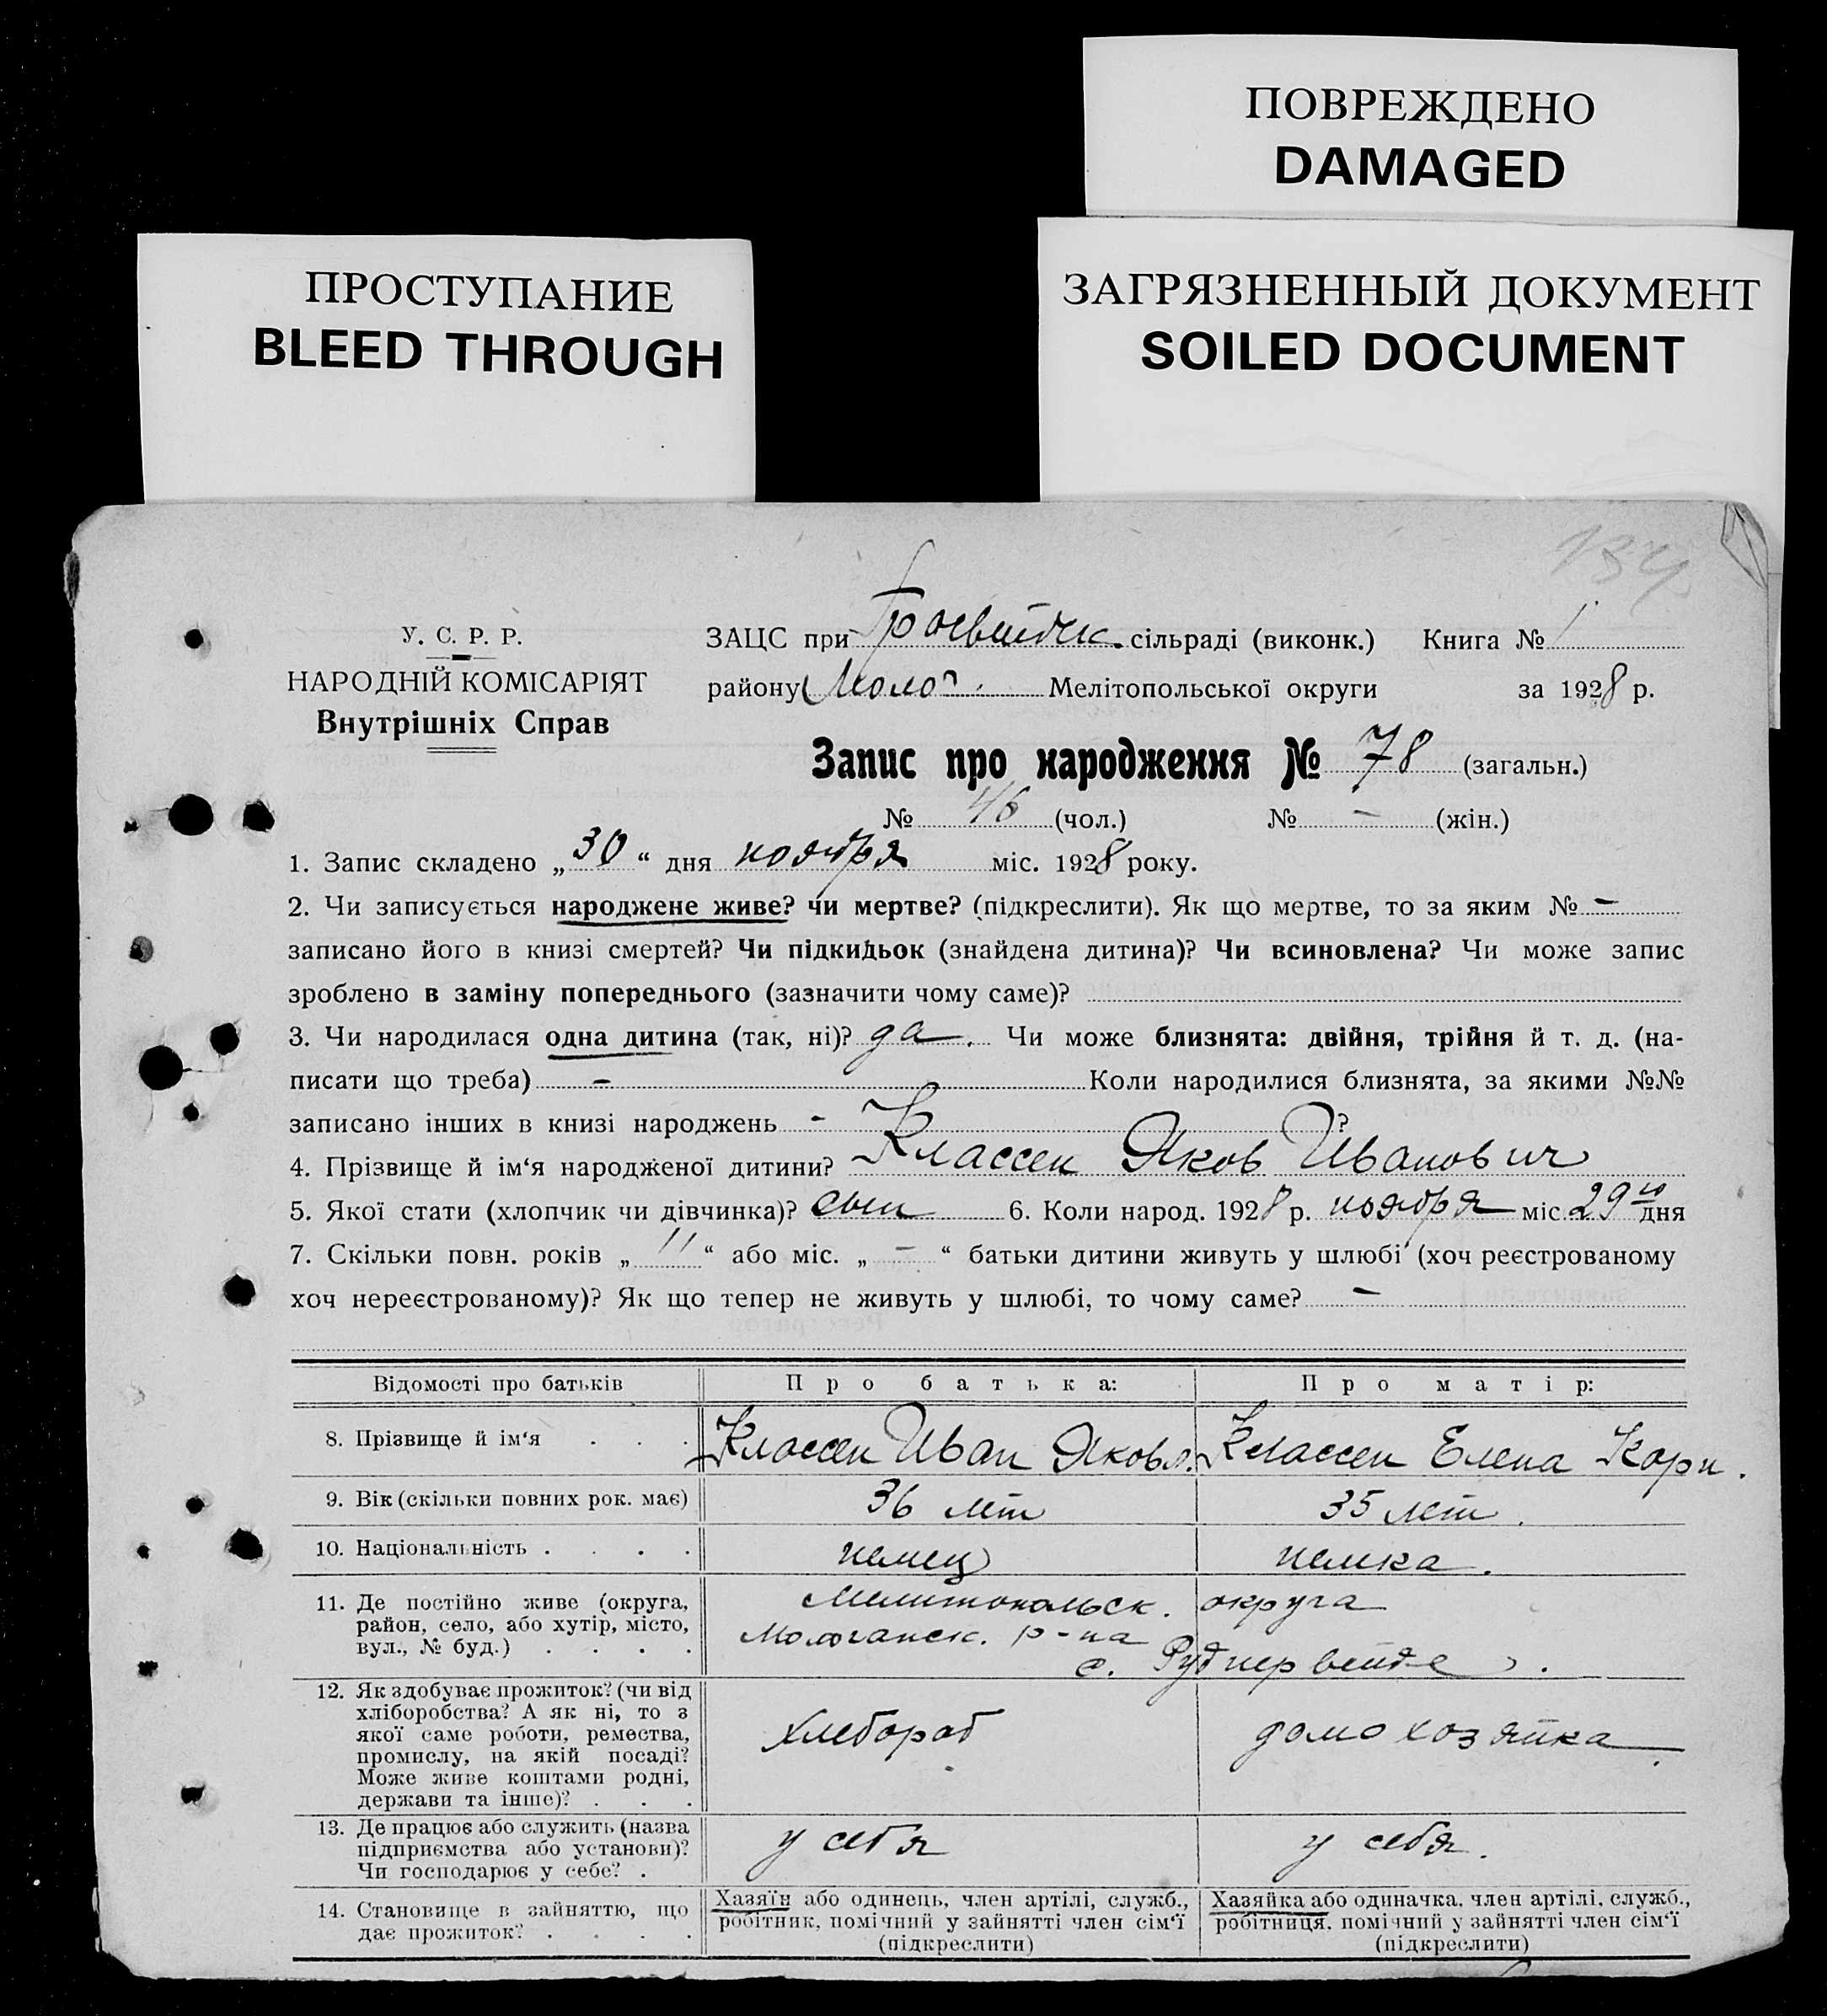 ПОВРЕЖДЕНО
DAMAGED
ПРОСТУПАНИЕ
BLEED THROUGH
ЗАГРЯЗНЕННЫЙ ДОКУМЕНТ
SOILED DOCUMENT
У. С. Р. Р.
НАРОДНІЙ КОМІСАРІЯТ
Внутрішніх Справ
ЗАЦС при сільраді (виконк.) Книга № 1
району Молоч. Мелітопольської округи за 1928 р.
Запис про народження № 78 (загальн.)
№ 46 (чол.) № – (жін.)
1. Запис складено „30“ дня ноября міс. 1928 року.
2. Чи записується народжене живе? чи мертве? (підкреслити). Як що мертве, то за яким № –
записано його в книзі смертей? Чи підкидьок (знайдена дитина)? Чи всиновлена? Чи може запис
зроблено в заміну попереднього (зазначити чому саме)?
3. Чи народилася одна дитина (так, ні)? да. Чи може близнята: двійня, трійня й т. д. (на-
писати що треба) – Коли народилися близнята, за якими №№
записано інших в книзі народжень - ?
4. Прізвище й ім‘я народженої дитини? Классен Яков Иванович
5. Якої стати (хлопчик чи дівчинка)? сын 6. Коли народ. 1928 р. ноября міс. 29го дня
7. Скільки повн. років „11“ або міс. „–“ батьки дитини живуть у шлюбі (хоч реєстрованому
хоч нереєстрованому)? Як що тепер не живуть у шлюбі, то чому саме? –
Відомості про батьків Про батька: Про матір:
8. Прізвище й ім‘я . . . Классен Иван Яковл. Классен Елена Корн.
9. Вік (скільки повних рок. має) 36 лет 35 лет.
10. Національність . . . . немец немка.
11. Де постійно живе (округа, район, село, або хутір, місто, вул., № буд.) . . . .
Мелитопольск. округа
Молочанск. р-на
с. Руднервейде.
12. Як здобуває прожиток? (чи від
хліборобства? А як ні, то з
якої саме роботи, ремества,
промислу, на якій посаді?
Може живе коштами родні,
держави та інше)? . . .
хлебороб домохозяйка.
13. Де працює або служить (назва
підприємства або установи)?
Чи господарює у себе? .
у себя у себя.
14. Становище в зайняттю, що
дає прожиток? . . . .
Хазяїн або одинець, член артілі, служб.,
робітник, помічний у зайнятті член сім‘ї
(підкреслити)
Хазяйка або одиначка, член артілі, служб.,
робітниця, помічний у зайнятті член сім‘ї
(підкреслити)